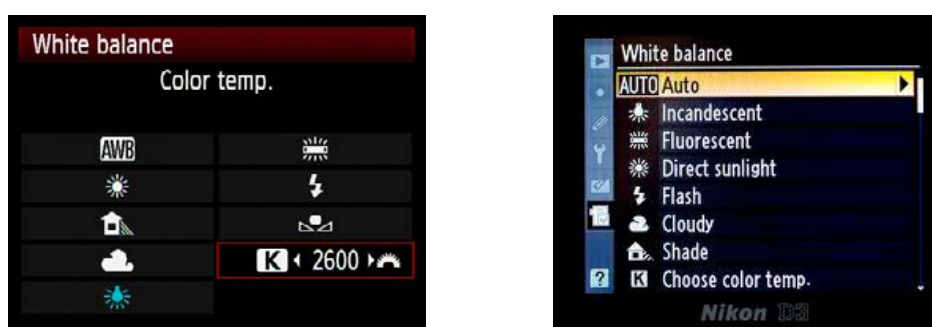 White balance
Color temp.
AWB
K 2600
White balance
AUTO Auto
Incandescent
Fluorescent
Direct sunlight
Flash
Cloudy
Shade
? K Choose color temp.
Nikon D3